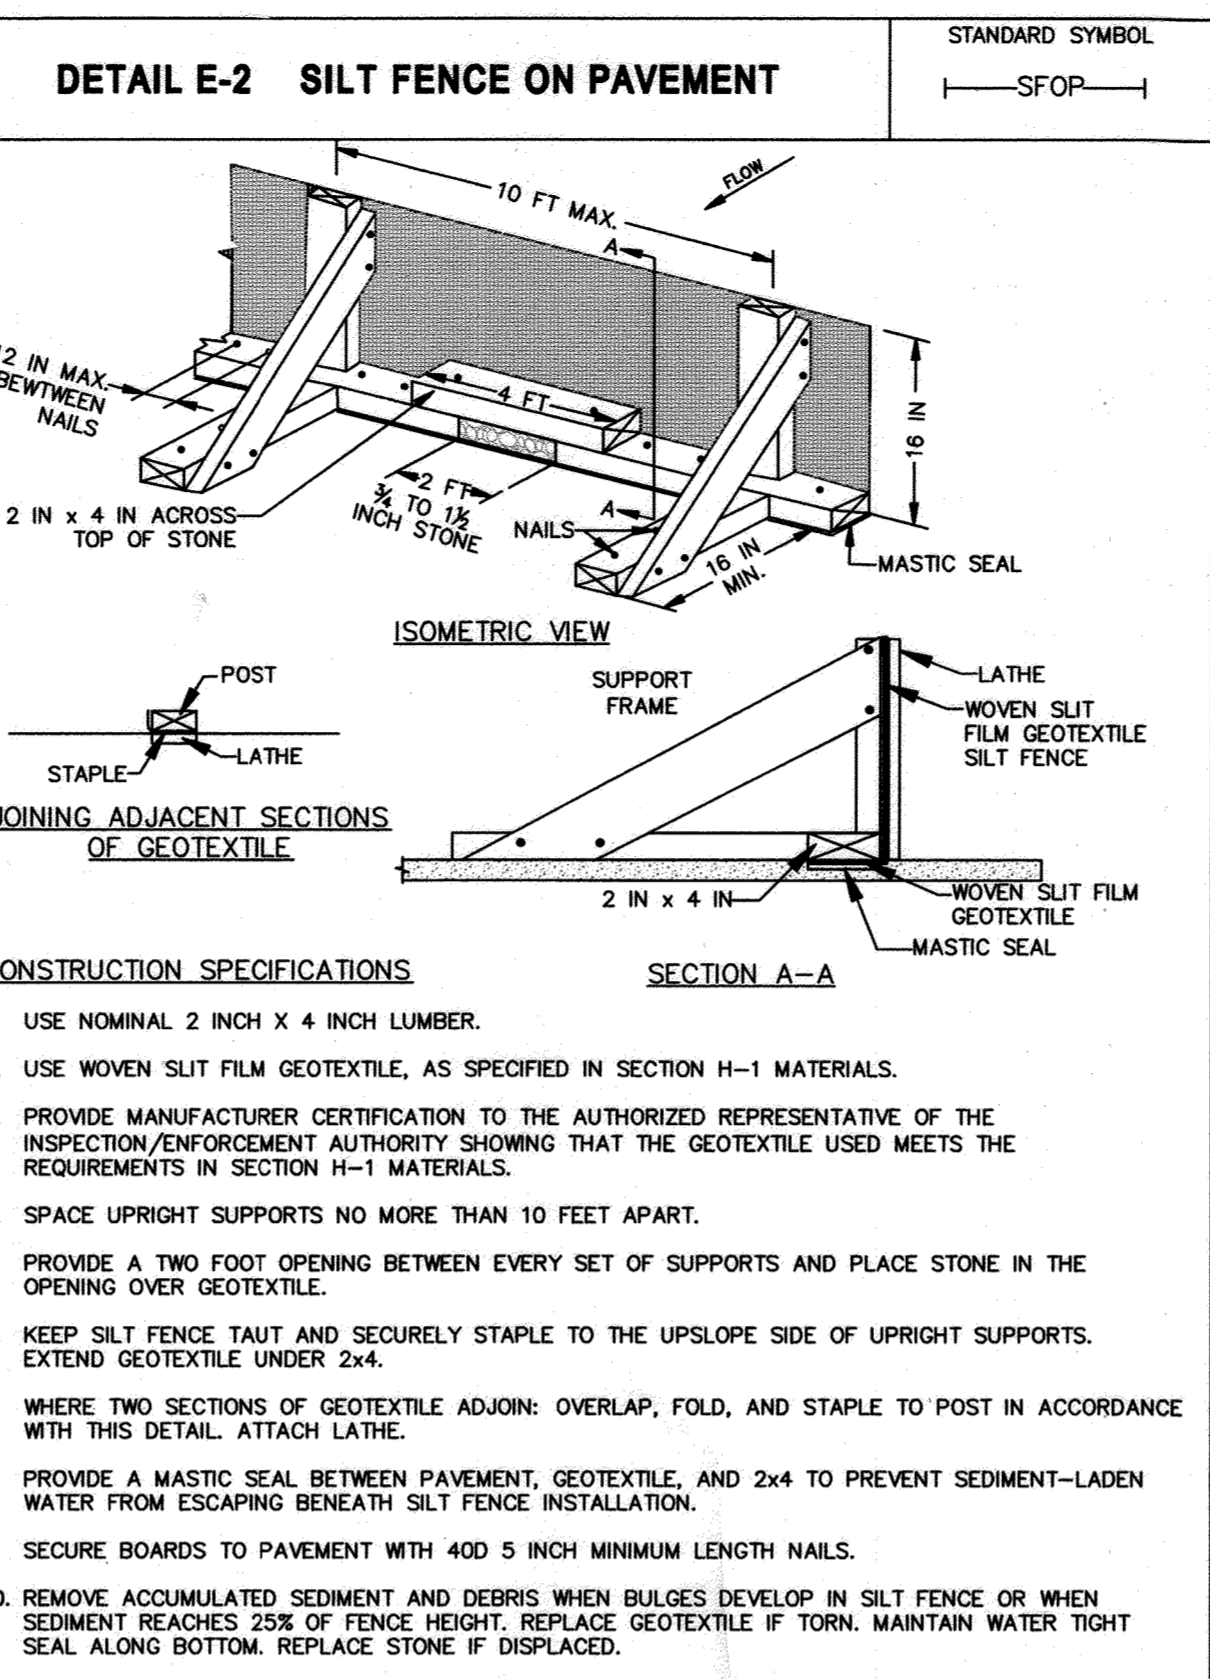 DETAIL E-2 SILT FENCE ON PAVEMENT
STANDARD SYMBOL
SFOP
FLOW
10 FT MAX.
A
12 IN MAX.
BEWTWEEN
NAILS
4 FT
16 IN
2 FT
¾ TO 1½
INCH STONE
2 IN x 4 IN ACROSS
TOP OF STONE
A
NAILS
16 IN
MIN.
MASTIC SEAL
ISOMETRIC VIEW
POST
STAPLE
LATHE
JOINING ADJACENT SECTIONS
OF GEOTEXTILE
SUPPORT
FRAME
LATHE
WOVEN SLIT
FILM GEOTEXTILE
SILT FENCE
2 IN x 4 IN
WOVEN SLIT FILM
GEOTEXTILE
MASTIC SEAL
SECTION A-A
ONSTRUCTION SPECIFICATIONS
USE NOMINAL 2 INCH X 4 INCH LUMBER.
USE WOVEN SLIT FILM GEOTEXTILE, AS SPECIFIED IN SECTION H-1 MATERIALS.
PROVIDE MANUFACTURER CERTIFICATION TO THE AUTHORIZED REPRESENTATIVE OF THE
INSPECTION/ENFORCEMENT AUTHORITY SHOWING THAT THE GEOTEXTILE USED MEETS THE
REQUIREMENTS IN SECTION H-1 MATERIALS.
SPACE UPRIGHT SUPPORTS NO MORE THAN 10 FEET APART.
PROVIDE A TWO FOOT OPENING BETWEEN EVERY SET OF SUPPORTS AND PLACE STONE IN THE
OPENING OVER GEOTEXTILE.
KEEP SILT FENCE TAUT AND SECURELY STAPLE TO THE UPSLOPE SIDE OF UPRIGHT SUPPORTS.
EXTEND GEOTEXTILE UNDER 2x4.
WHERE TWO SECTIONS OF GEOTEXTILE ADJOIN: OVERLAP, FOLD, AND STAPLE TO POST IN ACCORDANCE
WITH THIS DETAIL. ATTACH LATHE.
PROVIDE A MASTIC SEAL BETWEEN PAVEMENT, GEOTEXTILE, AND 2x4 TO PREVENT SEDIMENT-LADEN
WATER FROM ESCAPING BENEATH SILT FENCE INSTALLATION.
SECURE BOARDS TO PAVEMENT WITH 40D 5 INCH MINIMUM LENGTH NAILS.
0. REMOVE ACCUMULATED SEDIMENT AND DEBRIS WHEN BULGES DEVELOP IN SILT FENCE OR WHEN
SEDIMENT REACHES 25% OF FENCE HEIGHT. REPLACE GEOTEXTILE IF TORN. MAINTAIN WATER TIGHT
SEAL ALONG BOTTOM. REPLACE STONE IF DISPLACED.